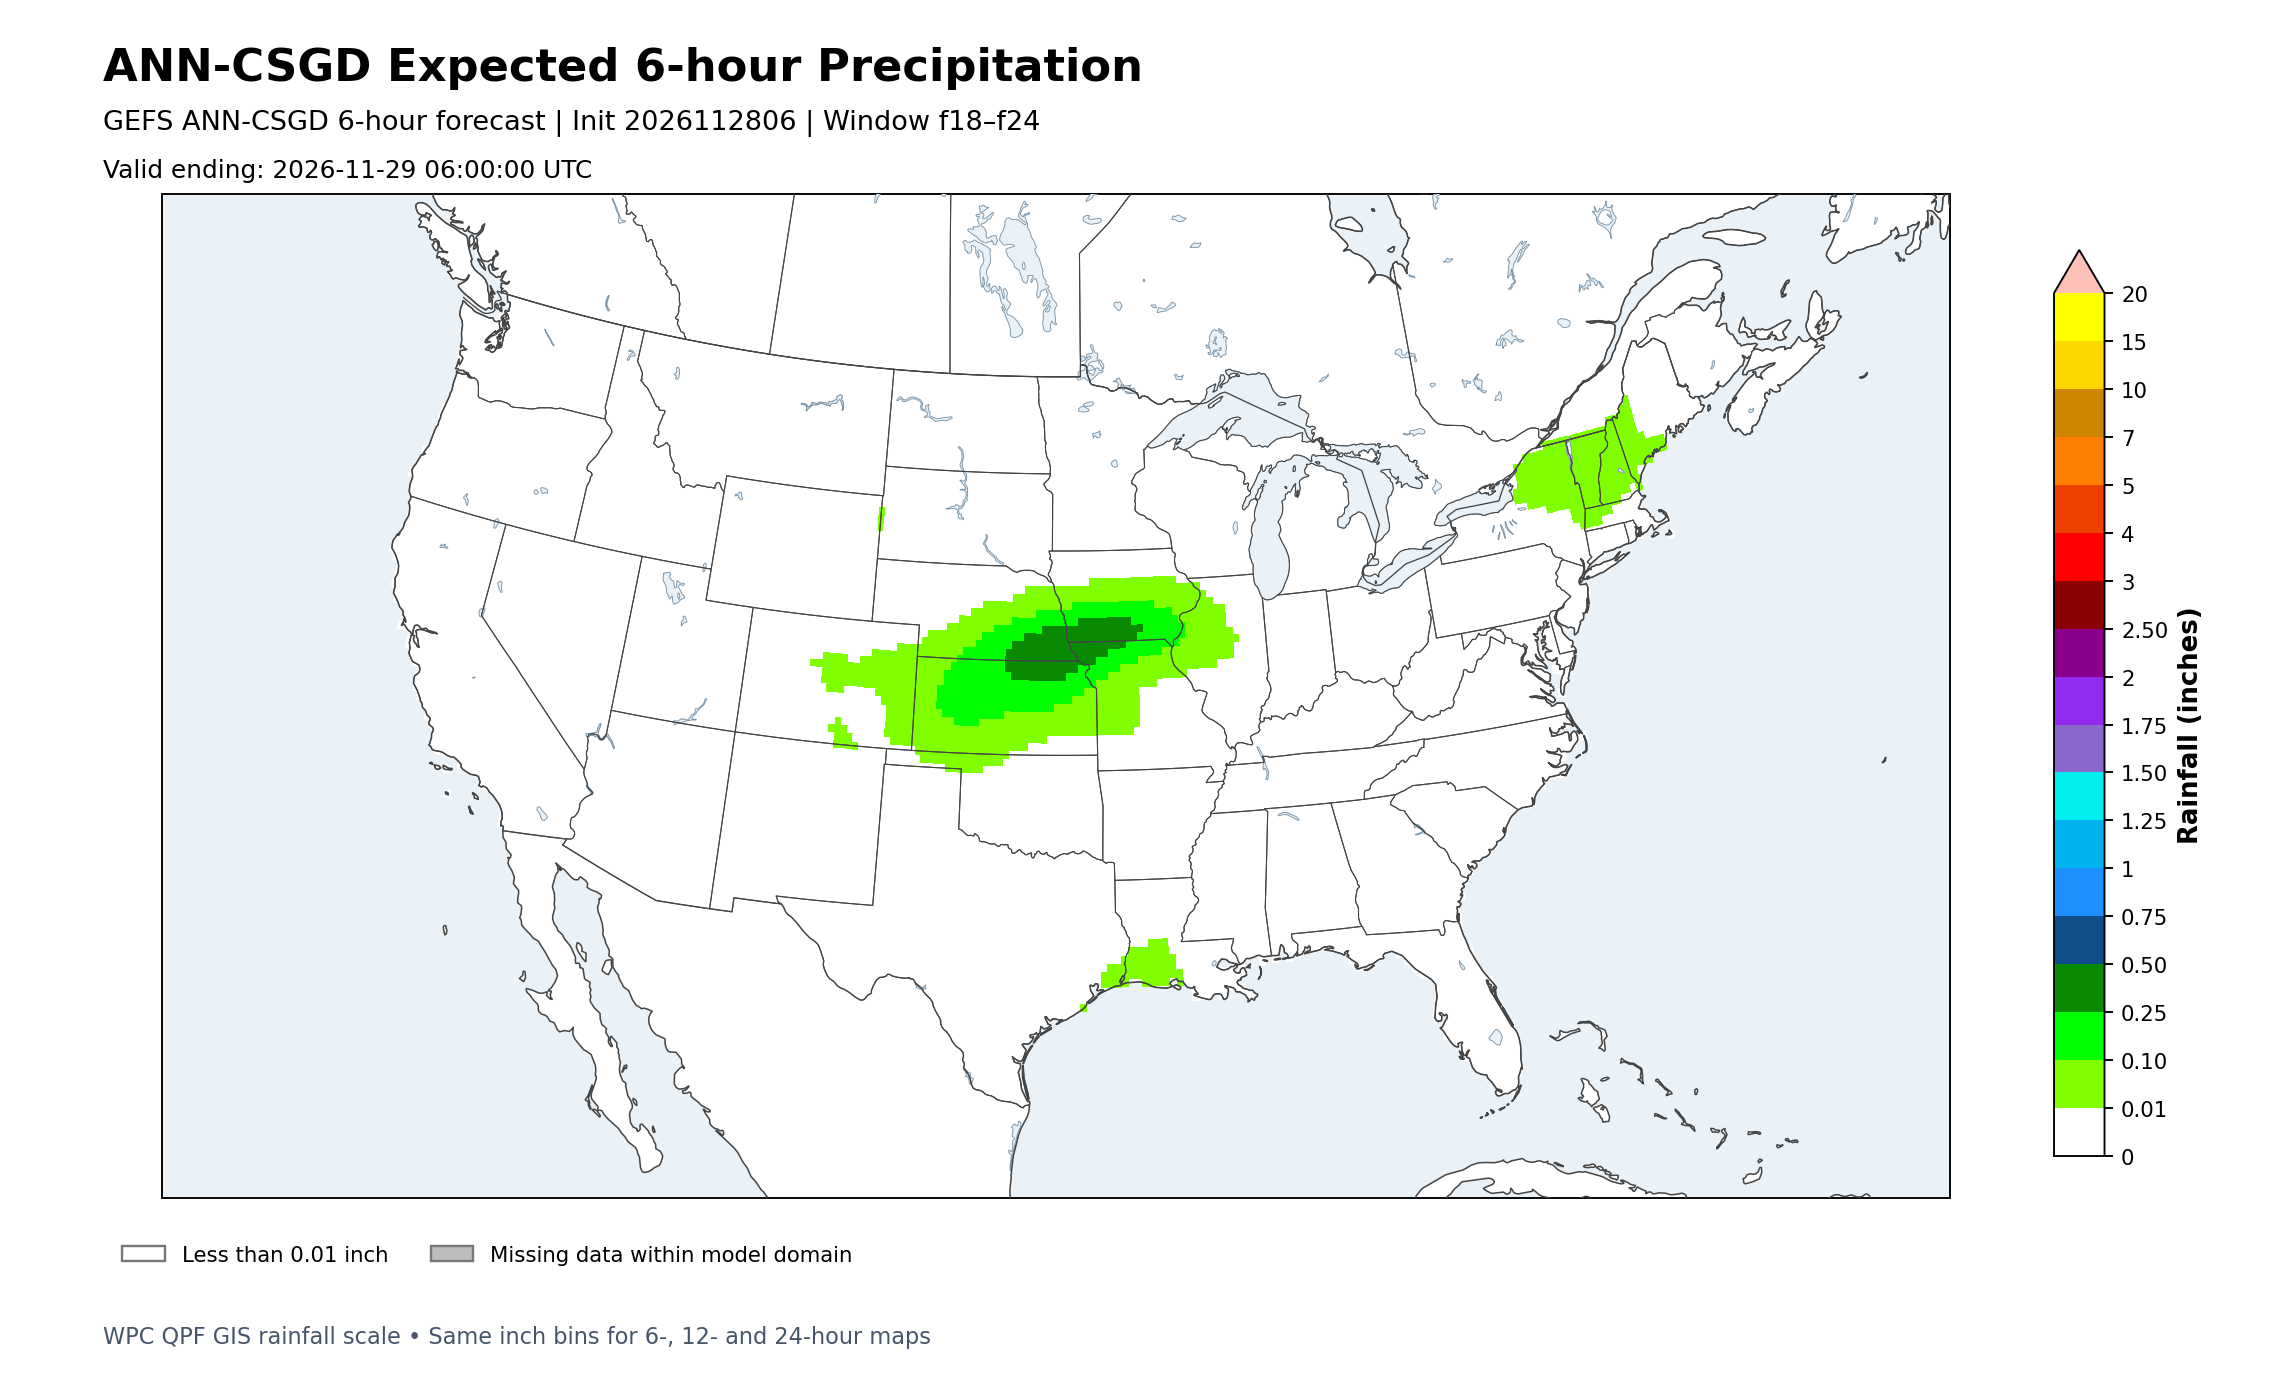 ANN-CSGD Expected 6-hour Precipitation
GEFS ANN-CSGD 6-hour forecast | Init 2026112806 | Window f18–f24
Valid ending: 2026-11-29 06:00:00 UTC
20
15
10
7
5
4
3
2.50
2
1.75
1.50
1.25
1
0.75
0.50
0.25
0.10
0.01
0
Rainfall (inches)
Less than 0.01 inch
Missing data within model domain
WPC QPF GIS rainfall scale • Same inch bins for 6-, 12- and 24-hour maps